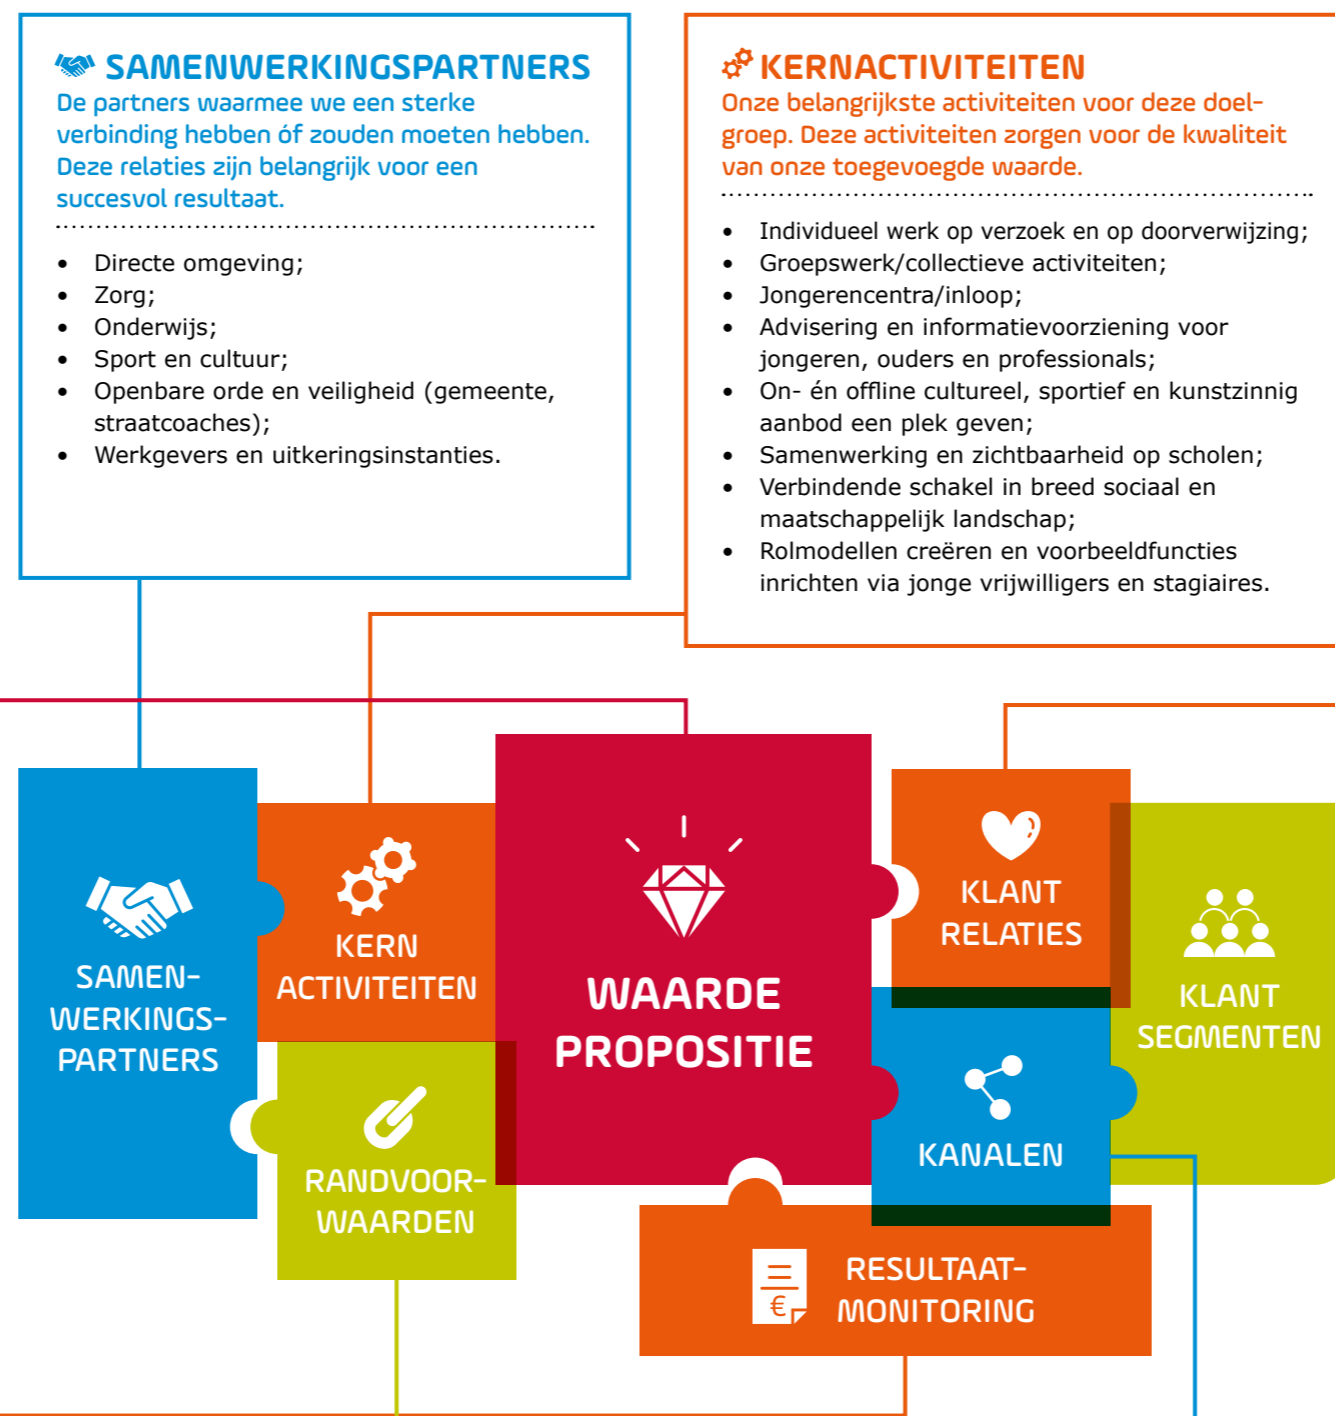 SAMENWERKINGSPARTNERS
De partners waarmee we een sterke
verbinding hebben óf zouden moeten hebben.
Deze relaties zijn belangrijk voor een
succesvol resultaat.
• Directe omgeving;
• Zorg;
• Onderwijs;
• Sport en cultuur;
• Openbare orde en veiligheid (gemeente,
straatcoaches);
• Werkgevers en uitkeringsinstanties.
KERNACTIVITEITEN
Onze belangrijkste activiteiten voor deze doel-
groep. Deze activiteiten zorgen voor de kwaliteit
van onze toegevoegde waarde.
• Individueel werk op verzoek en op doorverwijzing;
• Groepswerk/collectieve activiteiten;
• Jongerencentra/inloop;
• Advisering en informatievoorziening voor
jongeren, ouders en professionals;
• On- én offline cultureel, sportief en kunstzinnig
aanbod een plek geven;
• Samenwerking en zichtbaarheid op scholen;
• Verbindende schakel in breed sociaal en
maatschappelijk landschap;
• Rolmodellen creëren en voorbeeldfuncties
inrichten via jonge vrijwilligers en stagiaires.
SAMEN-
WERKINGS-
PARTNERS
KERN
ACTIVITEITEN
RANDVOOR-
WAARDEN
WAARDE
PROPOSITIE
KLANT
RELATIES
KANALEN
KLANT
SEGMENTEN
€
RESULTAAT-
MONITORING